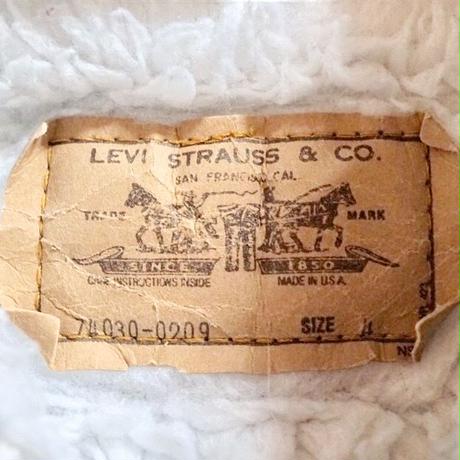 LEVI STRAUSS & CO.
SAN FRANCISCO, CAL.
TRADE MARK
SINCE 1850
CARE INSTRUCTIONS INSIDE MADE IN U.S.A.
74030-0209 SIZE